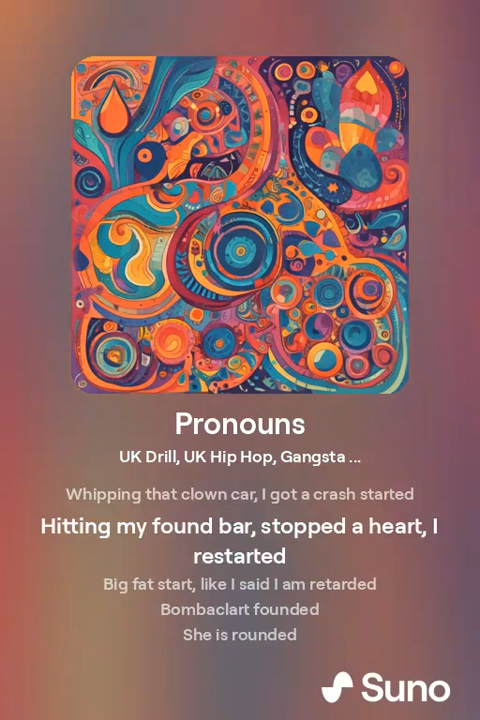 Pronouns
UK Drill, UK Hip Hop, Gangsta ...
Whipping that clown car, I got a crash started
Hitting my found bar, stopped a heart, I
restarted
Big fat start, like I said I am retarded
Bombaclart founded
She is rounded
Suno